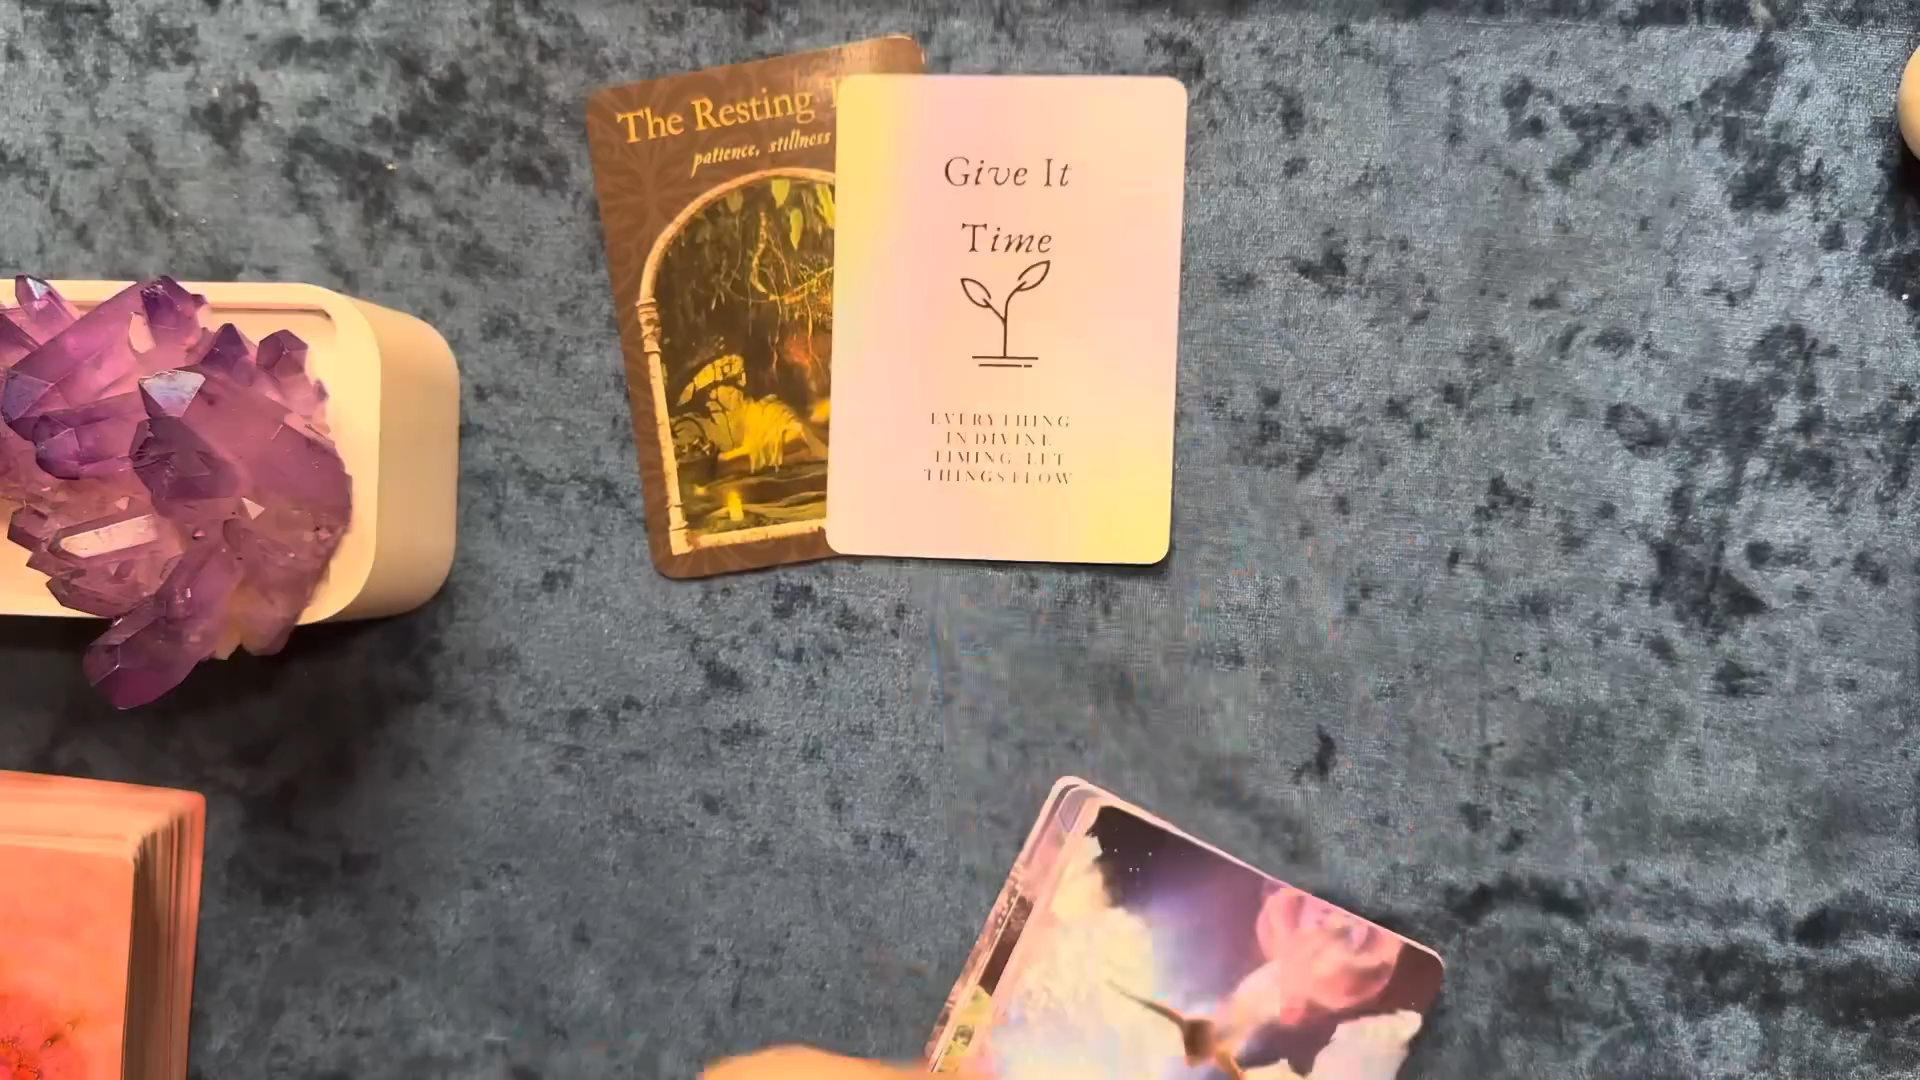 The Resting
patience, stillness
Give It
Time
EVERYTHING
IN DIVINE
TIMING LET
THINGS FLOW